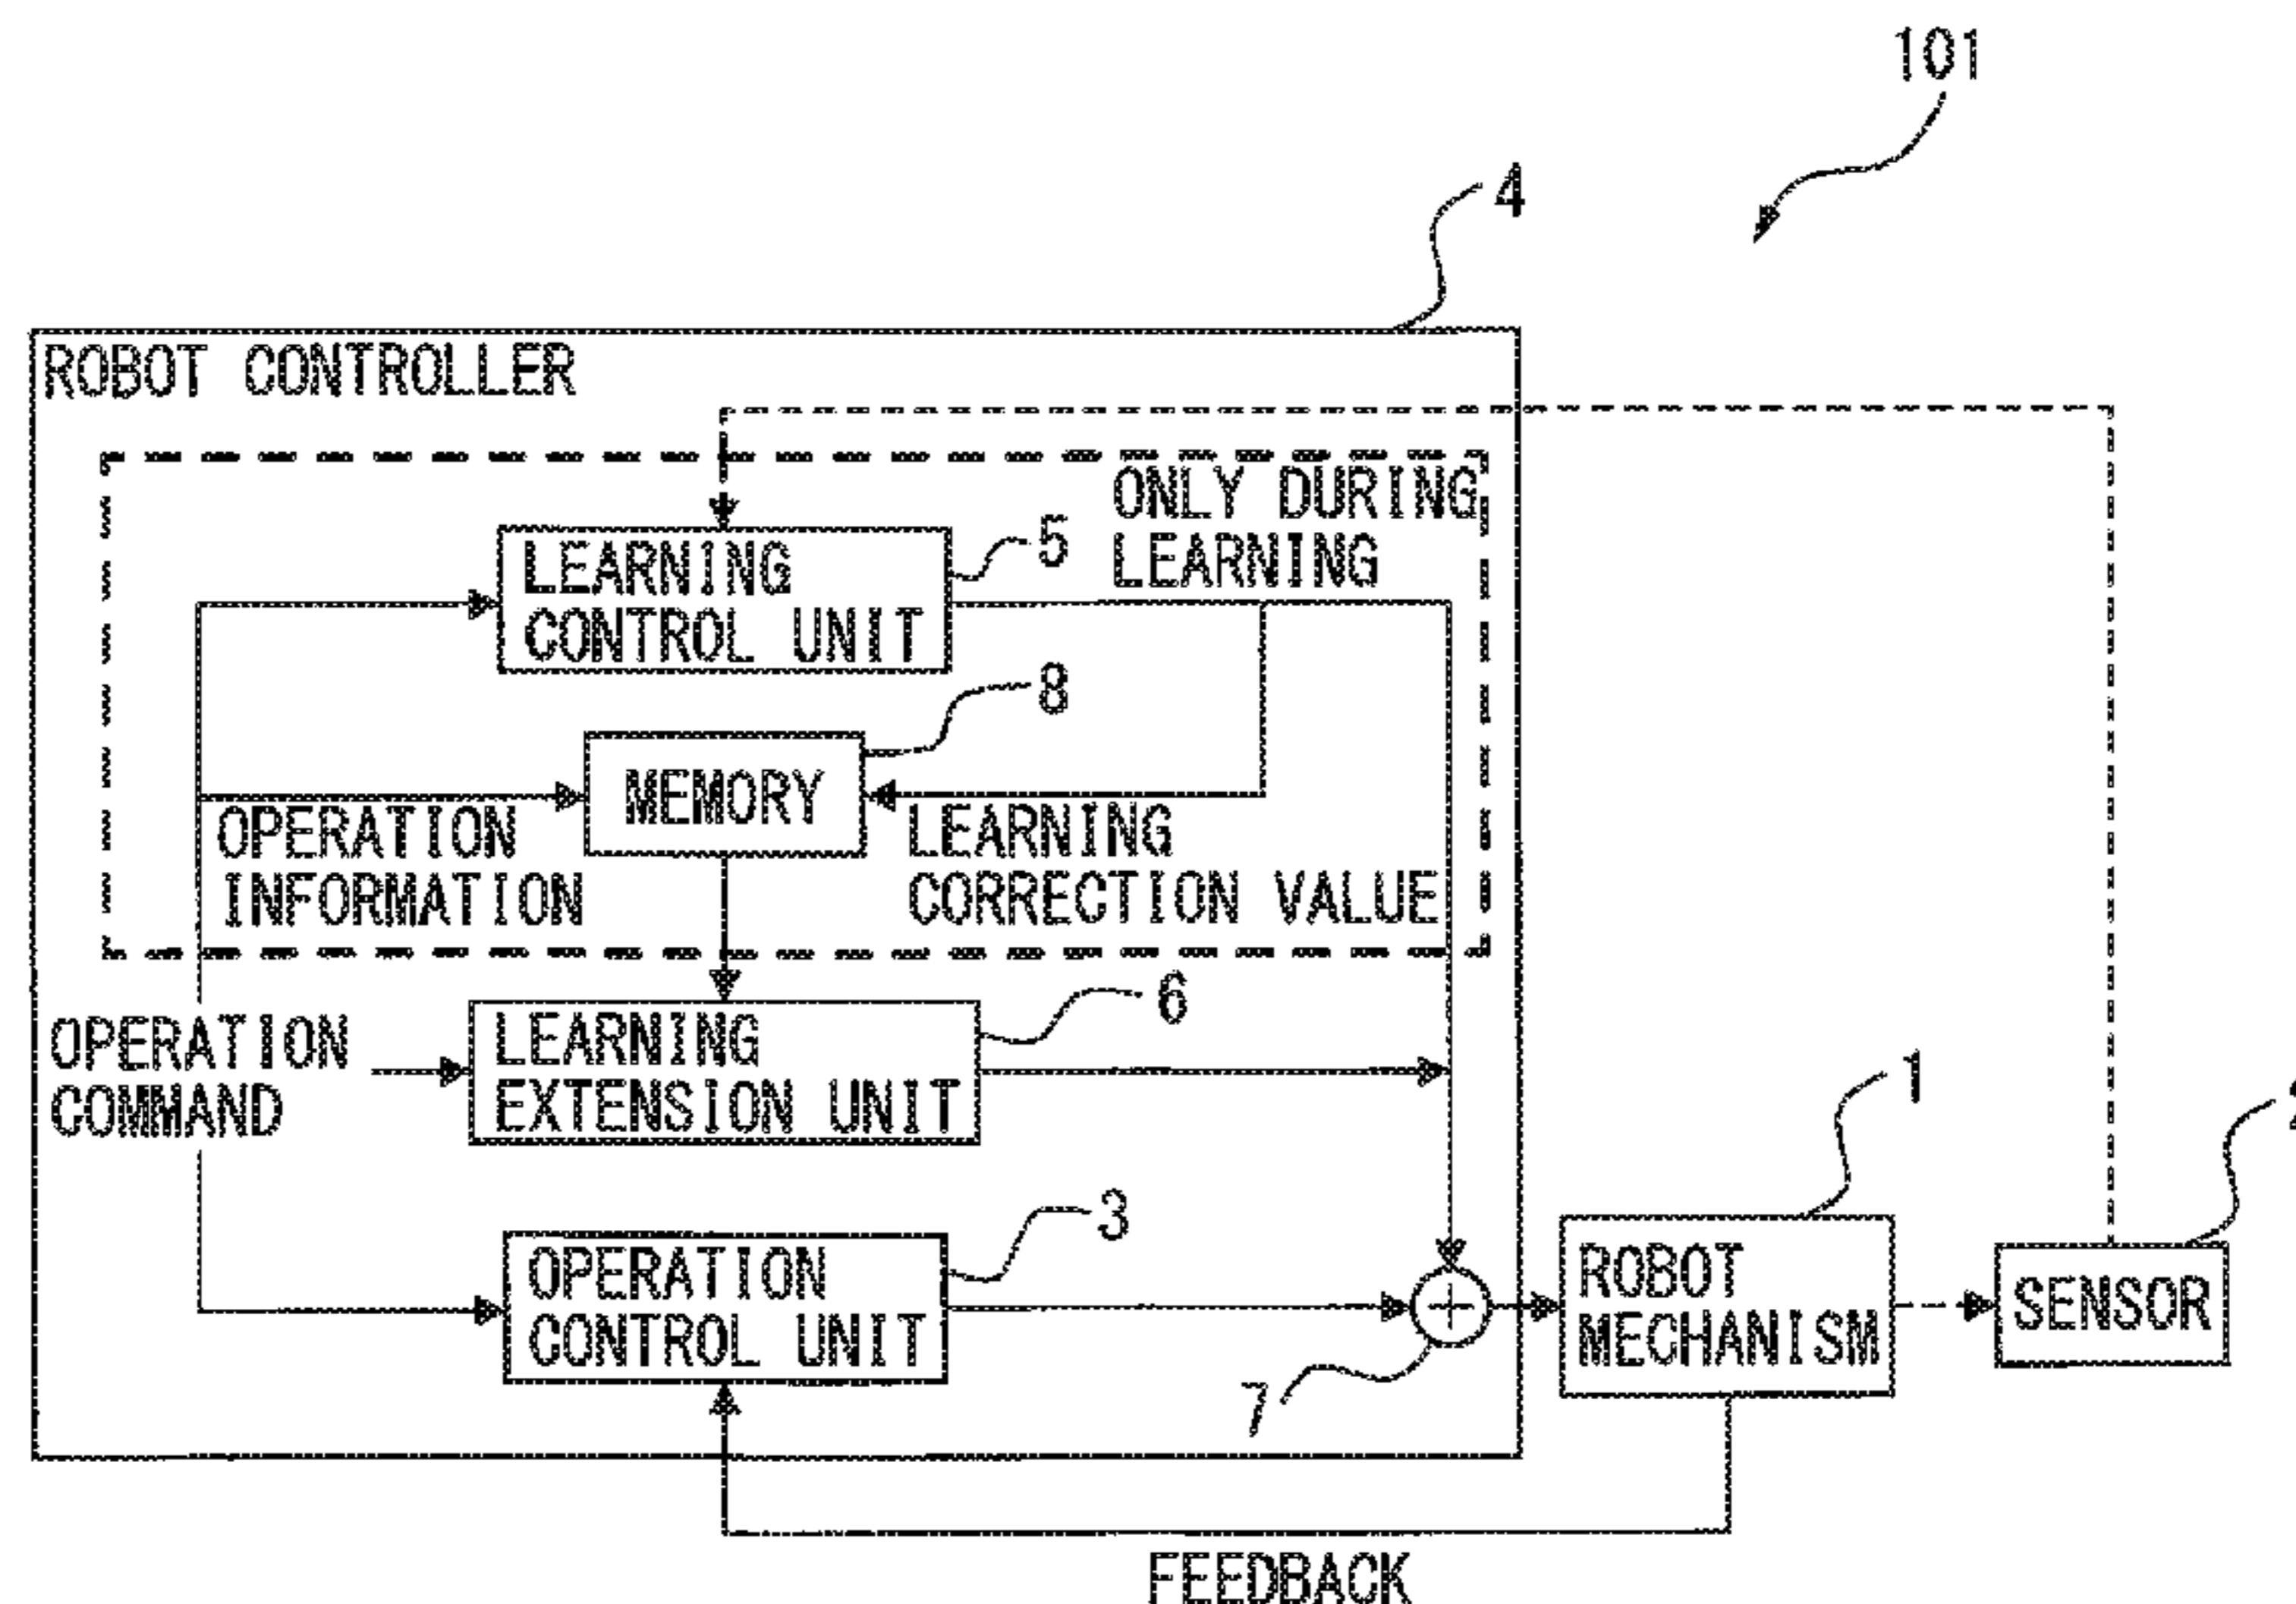 101
4
ROBOT CONTROLLER
ONLY DURING
LEARNING
LEARNING
CONTROL UNIT
5
8
MEMORY
OPERATION
INFORMATION
LEARNING
CORRECTION VALUE
OPERATION
COMMAND
LEARNING
EXTENSION UNIT
6
OPERATION
CONTROL UNIT
3
7
ROBOT
MECHANISM
1
SENSOR
2
FEEDBACK